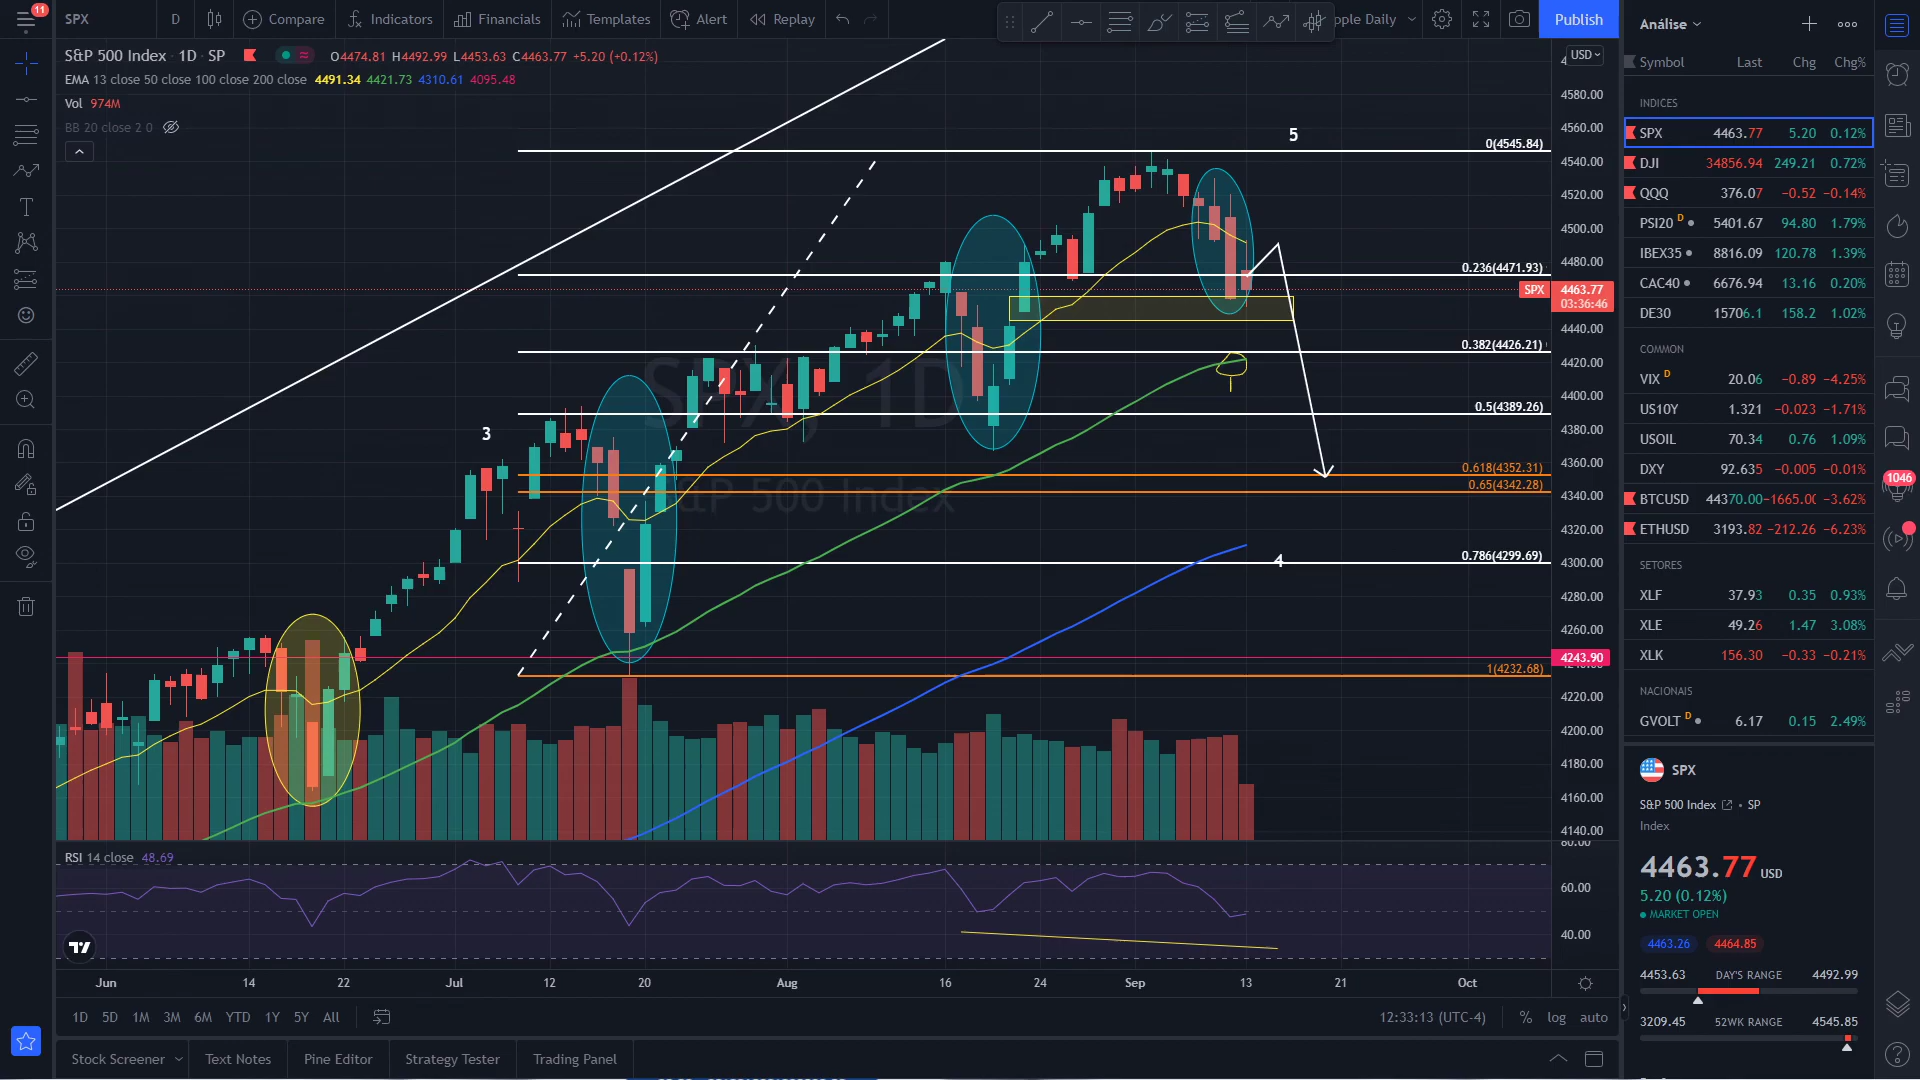 11
SPX
D
Compare
Indicators
Financials
Templates
Alert
Replay
pple Daily
Publish
S&P 500 Index · 1D · SP
O4474.81 H4492.99 L4453.63 C4463.77 +5.20 (+0.12%)
EMA 13 close 50 close 100 close 200 close 4491.34 4421.73 4310.61 4095.48
Vol 974M
BB 20 close 2 0
USD
4580.00
4560.00
4540.00
4520.00
4500.00
4480.00
SPX 4463.77
03:36:46
4440.00
4420.00
4400.00
4380.00
4360.00
4340.00
4320.00
4300.00
4280.00
4260.00
4243.90
4220.00
4200.00
4180.00
4160.00
4140.00
5
0(4545.84)
0.236(4471.93)
0.382(4426.21)
0.5(4389.26)
3
0.618(4352.31)
0.65(4342.28)
0.786(4299.69)
4
1(4232.68)
SPX, 1D
S&P 500 Index
RSI 14 close 48.69
80.00
60.00
40.00
Jun 14 22 Jul 12 20 Aug 16 24 Sep 13 21 Oct
1D 5D 1M 3M 6M YTD 1Y 5Y All
12:33:13 (UTC-4) % log auto
Stock Screener Text Notes Pine Editor Strategy Tester Trading Panel
Análise
Symbol Last Chg Chg%
INDICES
SPX 4463.77 5.20 0.12%
DJI 34856.94 249.21 0.72%
QQQ 376.07 −0.52 −0.14%
PSI20 D 5401.67 94.80 1.79%
IBEX35 8816.09 120.78 1.39%
CAC40 6676.94 13.16 0.20%
DE30 15706.1 158.2 1.02%
COMMON
VIX D 20.06 −0.89 −4.25%
US10Y 1.321 −0.023 −1.71%
USOIL 70.34 0.76 1.09%
DXY 92.635 −0.005 −0.01%
BTCUSD 44370.00 −1665.00 −3.62%
ETHUSD 3193.82 −212.26 −6.23%
SETORES
XLF 37.93 0.35 0.93%
XLE 49.26 1.47 3.08%
XLK 156.30 −0.33 −0.21%
NACIONAIS
GVOLT D 6.17 0.15 2.49%
SPX
S&P 500 Index · SP
Index
4463.77 USD
5.20 (0.12%)
MARKET OPEN
4463.26 4464.85
4453.63 DAY'S RANGE 4492.99
3209.45 52WK RANGE 4545.85
1046